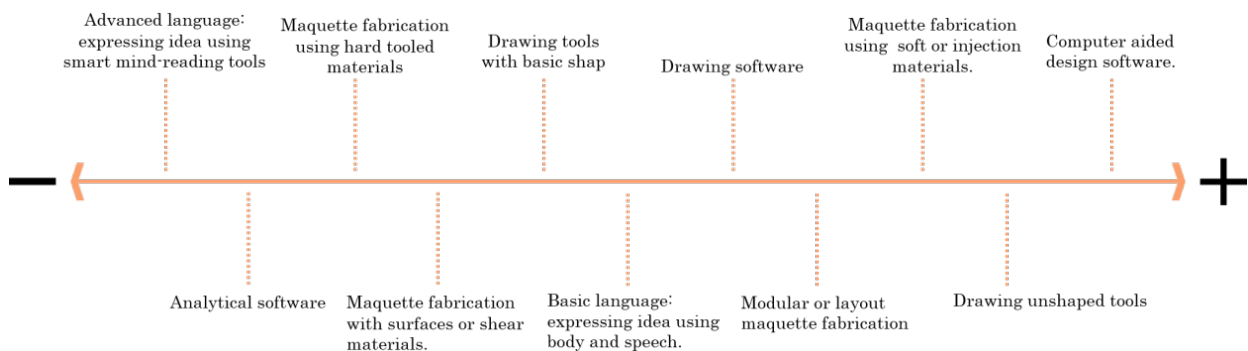 Advanced language:
expressing idea using
smart mind-reading tools
Maquette fabrication
using hard tooled
materials
Drawing tools
with basic shap
Drawing software
Maquette fabrication
using soft or injection
materials.
Computer aided
design software.
Analytical software
Maquette fabrication
with surfaces or shear
materials.
Basic language:
expressing idea using
body and speech.
Modular or layout
maquette fabrication
Drawing unshaped tools